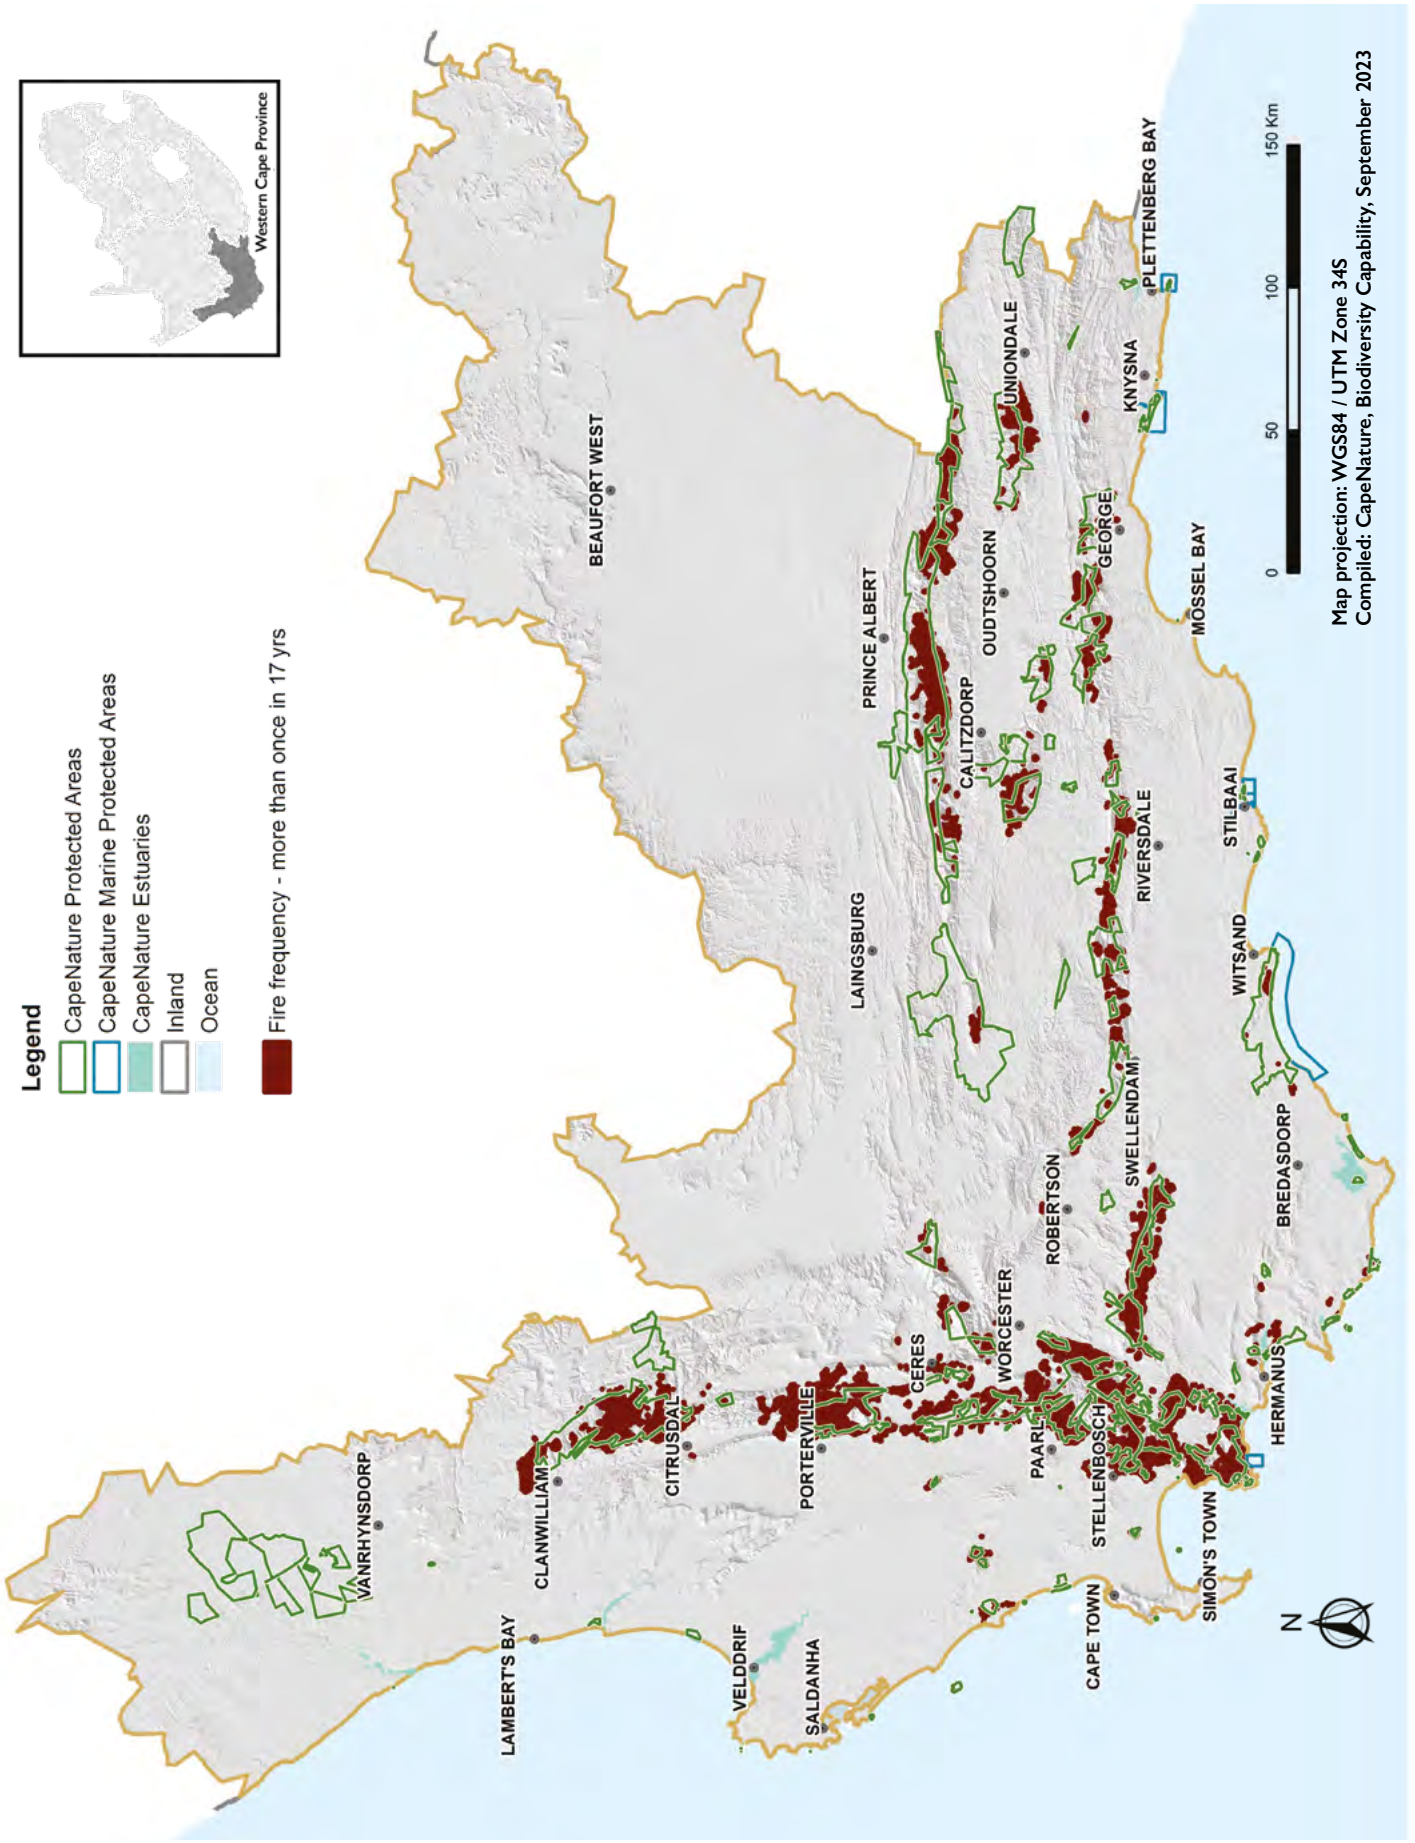 Western Cape Province
Legend
CapeNature Protected Areas
CapeNature Marine Protected Areas
CapeNature Estuaries
Inland
Ocean
Fire frequency - more than once in 17 yrs
VANRHYNSDORP
LAMBERT'S BAY
CLANWILLIAM
CITRUSDAL
VELDDRIF
SALDANHA
PORTERVILLE
CERES
WORCESTER
PAARL
STELLENBOSCH
CAPE TOWN
SIMON'S TOWN
HERMANUS
ROBERTSON
SWELLENDAM
BREDASDORP
WITSAND
LAINGSBURG
BEAUFORT WEST
PRINCE ALBERT
CALITZDORP
OUDTSHOORN
UNIONDALE
RIVERSDALE
STILBAAI
MOSSEL BAY
GEORGE
KNYSNA
PLETTENBERG BAY
N
0 50 100 150 Km
Map projection: WGS84 / UTM Zone 34S
Compiled: CapeNature, Biodiversity Capability, September 2023